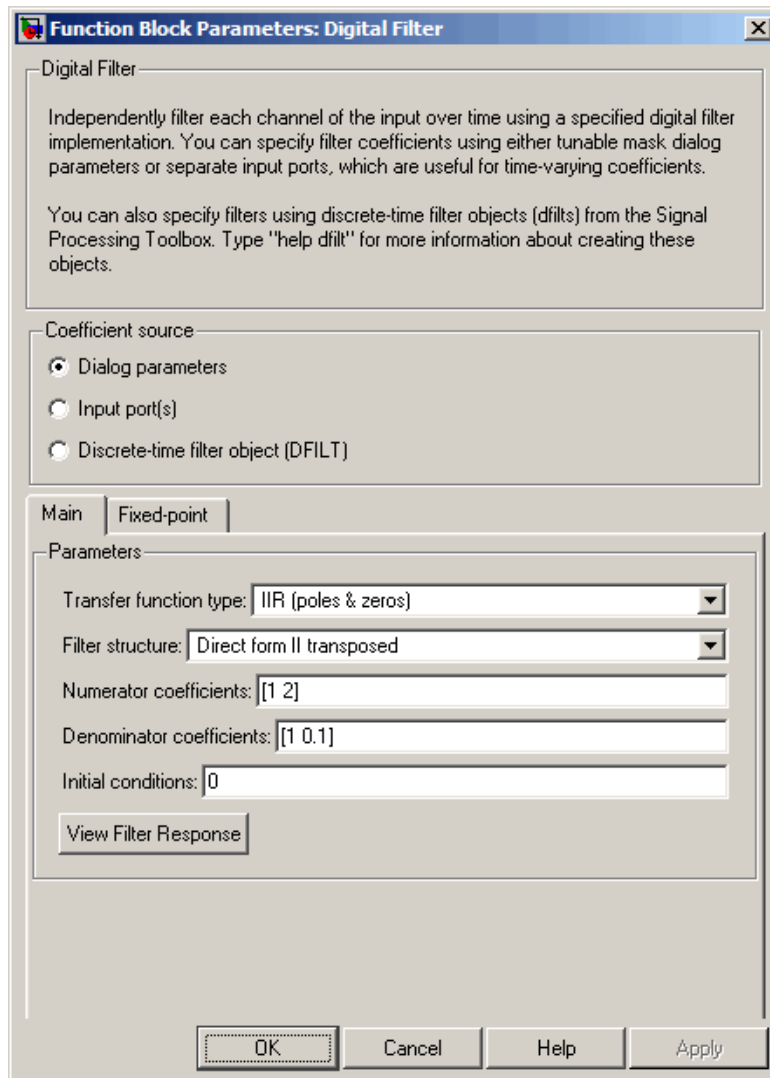 Function Block Parameters: Digital Filter
Digital Filter
Independently filter each channel of the input over time using a specified digital filter
implementation. You can specify filter coefficients using either tunable mask dialog
parameters or separate input ports, which are useful for time-varying coefficients.
You can also specify filters using discrete-time filter objects (dfilts) from the Signal
Processing Toolbox. Type "help dfilt" for more information about creating these
objects.
Coefficient source
Dialog parameters
Input port(s)
Discrete-time filter object (DFILT)
Main Fixed-point
Parameters
Transfer function type: IIR (poles & zeros)
Filter structure: Direct form II transposed
Numerator coefficients: [1 2]
Denominator coefficients: [1 0.1]
Initial conditions: 0
View Filter Response
OK Cancel Help Apply